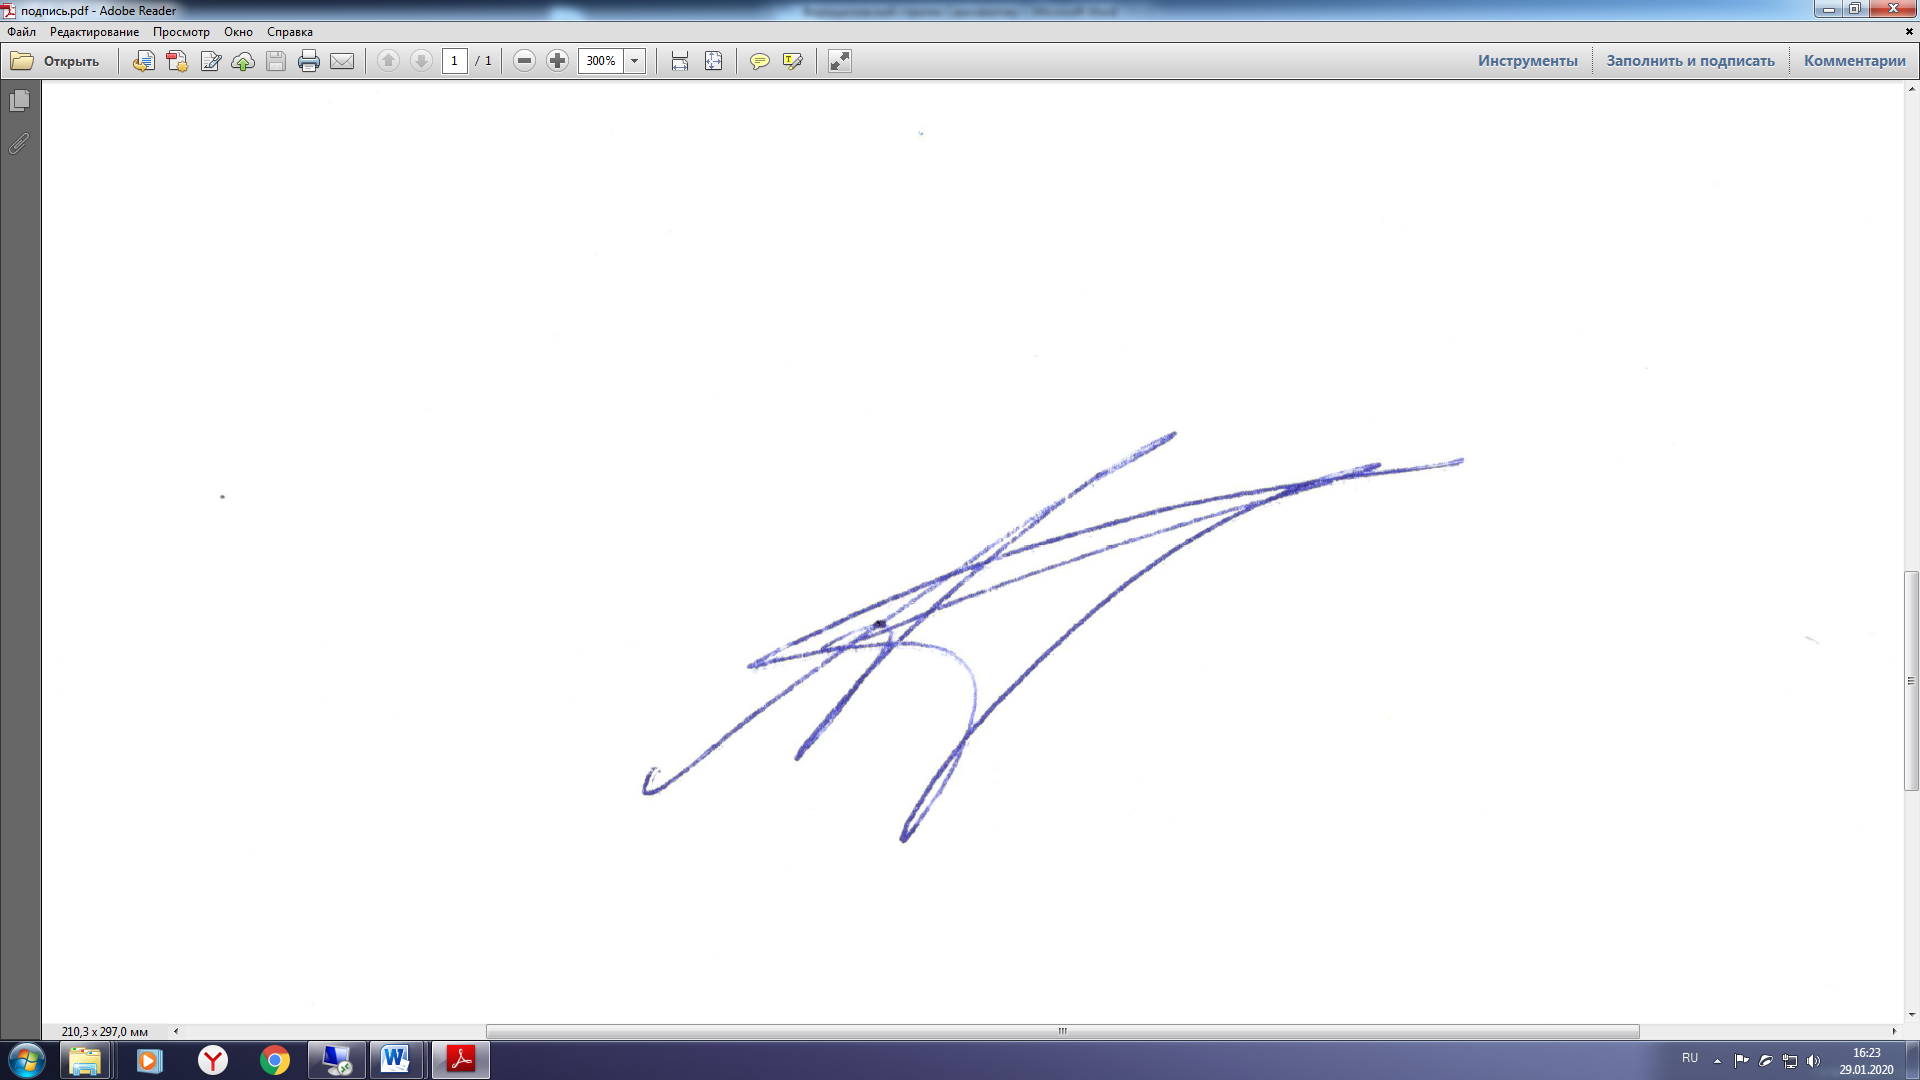 подпись.pdf - Adobe Reader
Файл Редактирование Просмотр Окно Справка
Открыть 1 / 1 300% Инструменты Заполнить и подписать Комментарии
210,3 x 297,0 мм
RU 16:23
29.01.2020